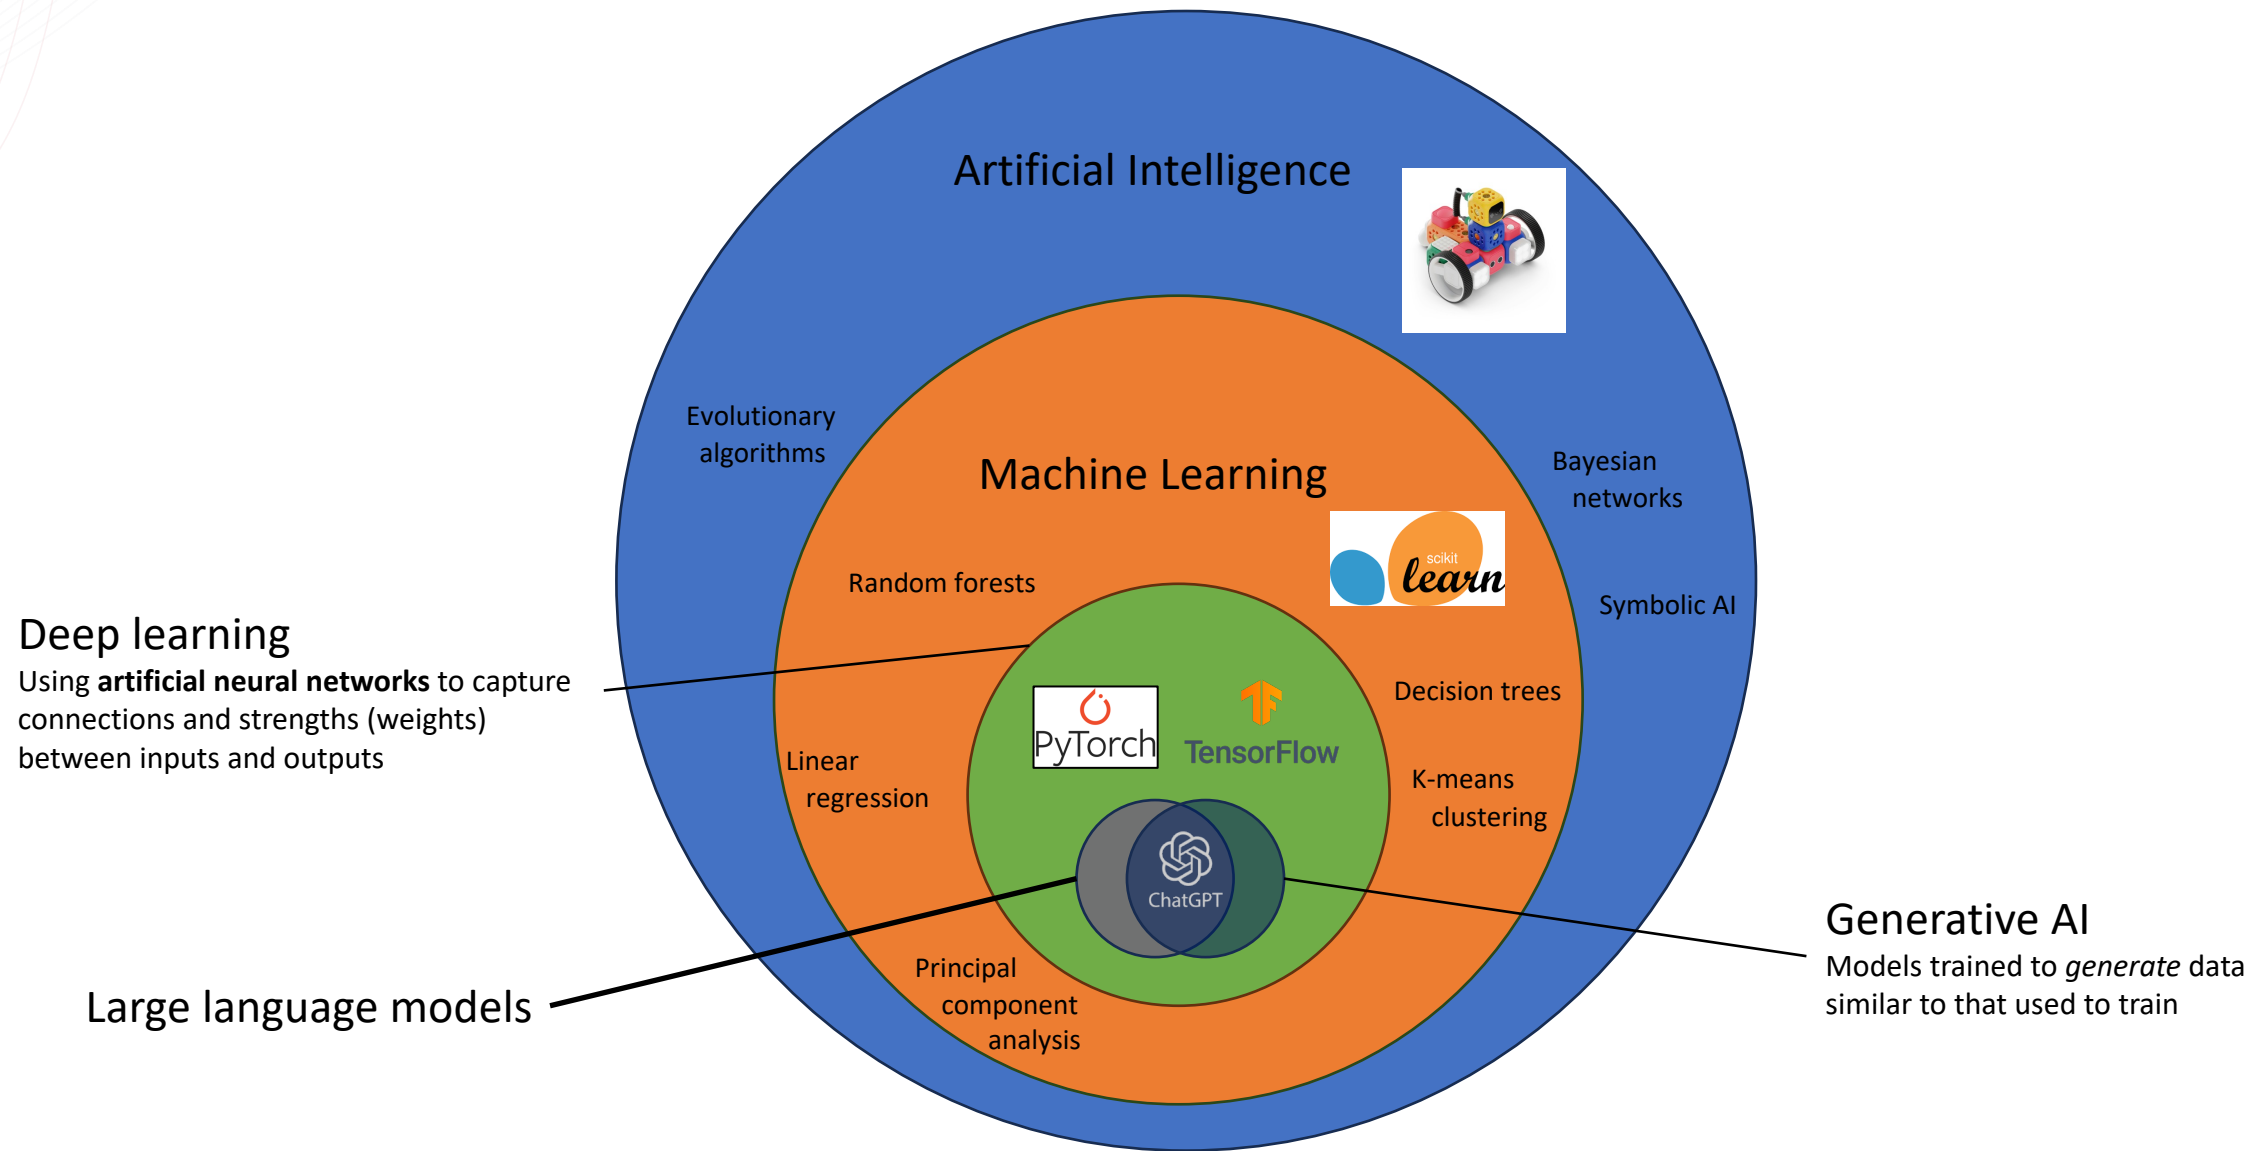 Artificial Intelligence
Evolutionary
algorithms
Machine Learning
Bayesian
networks
scikit
learn
Random forests
Symbolic AI
Deep learning
Using artificial neural networks to capture
connections and strengths (weights)
between inputs and outputs
Decision trees
PyTorch
TensorFlow
Linear
regression
K-means
clustering
ChatGPT
Generative AI
Models trained to generate data
similar to that used to train
Principal
component
analysis
Large language models